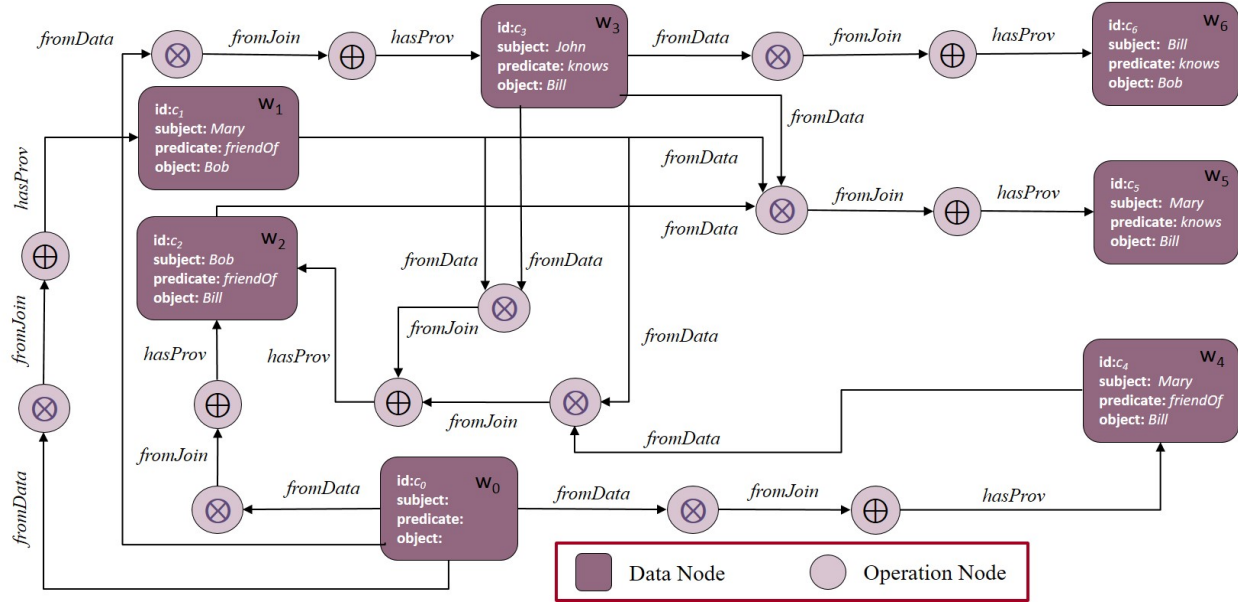 fromData
fromJoin
hasProv
id:c3
W3
subject: John
predicate: knows
object: Bill
fromData
fromJoin
hasProv
id:c6
W6
subject: Bill
predicate: knows
object: Bob
id:c1
W1
subject: Mary
predicate: friendOf
object: Bob
fromData
fromData
hasProv
id:c2
W2
subject: Bob
predicate: friendOf
object: Bill
fromData
fromJoin
hasProv
id:c5
W5
subject: Mary
predicate: knows
object: Bill
fromData
fromData
fromJoin
fromJoin
hasProv
hasProv
fromData
fromJoin
fromData
id:c4
W4
subject: Mary
predicate: friendOf
object: Bill
fromJoin
fromData
id:c0
W0
subject:
predicate:
object:
fromData
fromJoin
hasProv
fromData
Data Node
Operation Node